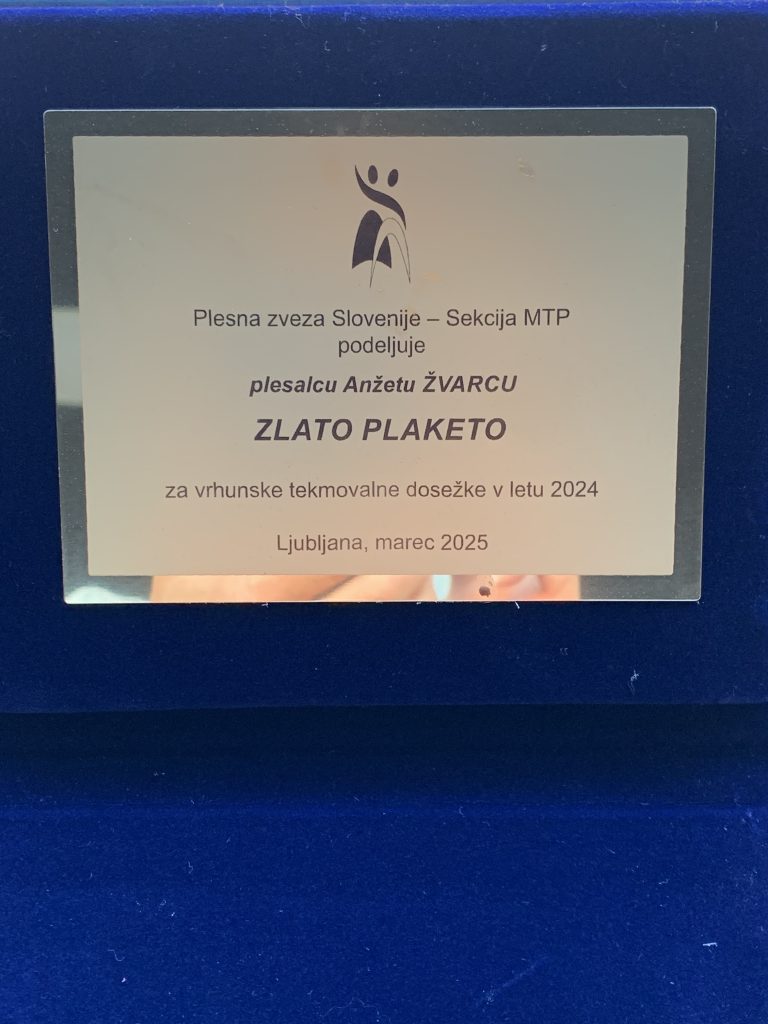 Plesna zveza Slovenije – Sekcija MTP
podeljuje
plesalcu Anžetu ŽVARCU
ZLATO PLAKETO
za vrhunske tekmovalne dosežke v letu 2024
Ljubljana, marec 2025